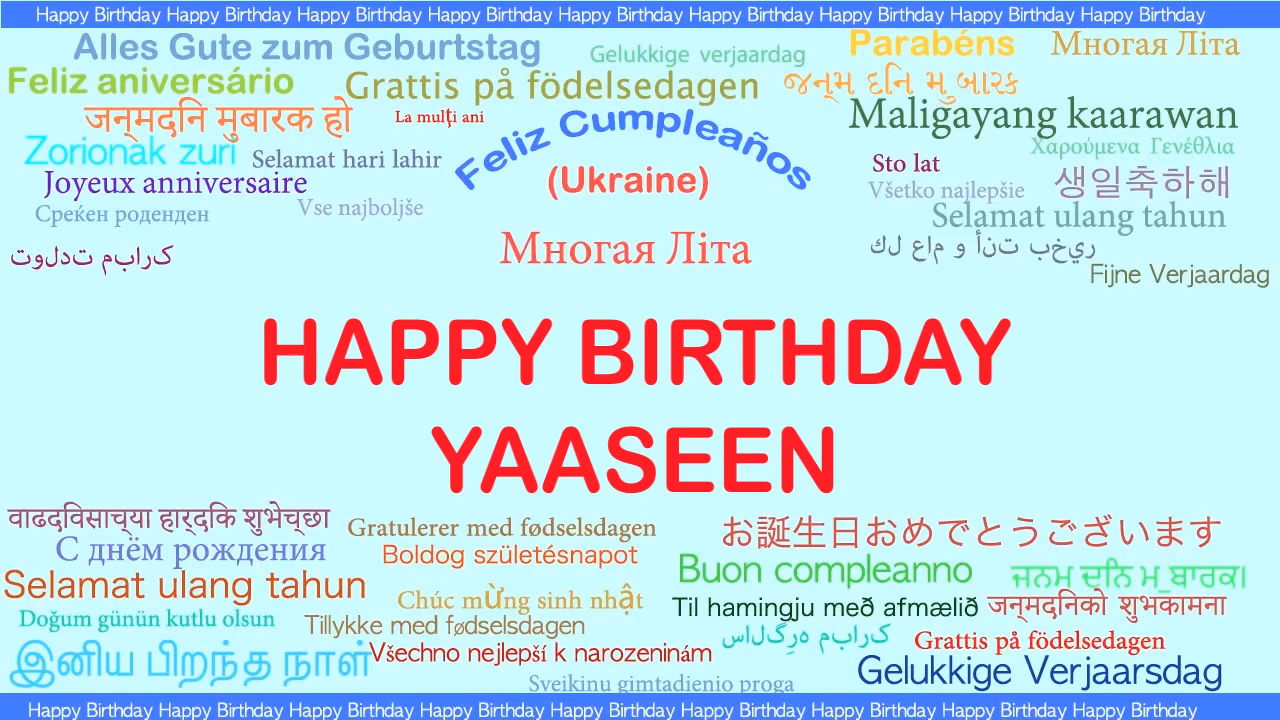 Happy Birthday Happy Birthday Happy Birthday Happy Birthday Happy Birthday Happy Birthday Happy Birthday Happy Birthday Happy Birthday
Alles Gute zum Geburtstag
Gelukkige verjaardag
Parabéns
Многая Літа
Feliz aniversário
Grattis på födelsedagen
જન્મ દિન મુબારક
जन्मदिन मुबारक हो
La mulţi ani
Feliz Cumpleaños
Maligayang kaarawan
Zorionak zuri
Selamat hari lahir
(Ukraine)
Sto lat
Χαρούμενα Γενέθλια
Joyeux anniversaire
Všetko najlepšie
생일축하해
Среќен роденден
Vse najboljše
Selamat ulang tahun
תולדת
مبارک
Многая Літа
كل عام و أنت بخير
Fijne Verjaardag
HAPPY BIRTHDAY
YAASEEN
वाढदिवसाच्या हार्दिक शुभेच्छा
Gratulerer med fødselsdagen
お誕生日おめでとうございます
С днём рождения
Boldog születésnapot
Buon compleanno
ਜਨਮ ਦਿਨ ਮੁਬਾਰਕ।
Selamat ulang tahun
Chúc mừng sinh nhật
Til hamingju með afmælið
जन्मदिनको शुभकामना
Doğum günün kutlu olsun
Tillykke med fødselsdagen
سالگرہ مبارک
Grattis på födelsedagen
இனிய பிறந்த நாள்
Všechno nejlepší k narozeninám
Gelukkige Verjaarsdag
Sveikinu gimtadienio proga
Happy Birthday Happy Birthday Happy Birthday Happy Birthday Happy Birthday Happy Birthday Happy Birthday Happy Birthday Happy Birthday